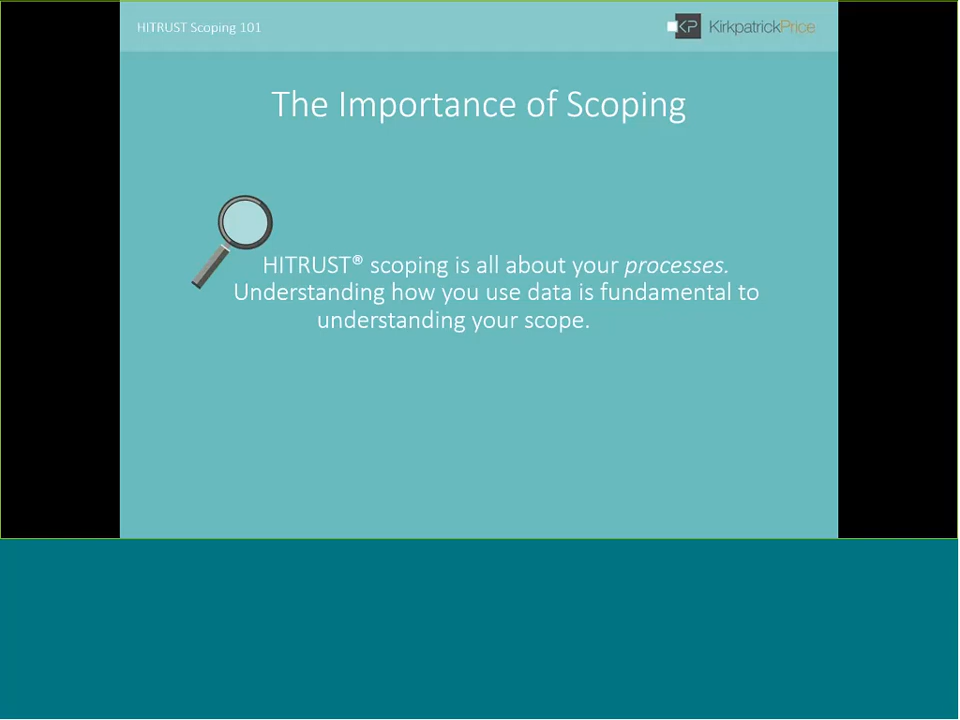 HITRUST Scoping 101
KP KirkpatrickPrice
The Importance of Scoping
HITRUST® scoping is all about your processes.
Understanding how you use data is fundamental to
understanding your scope.